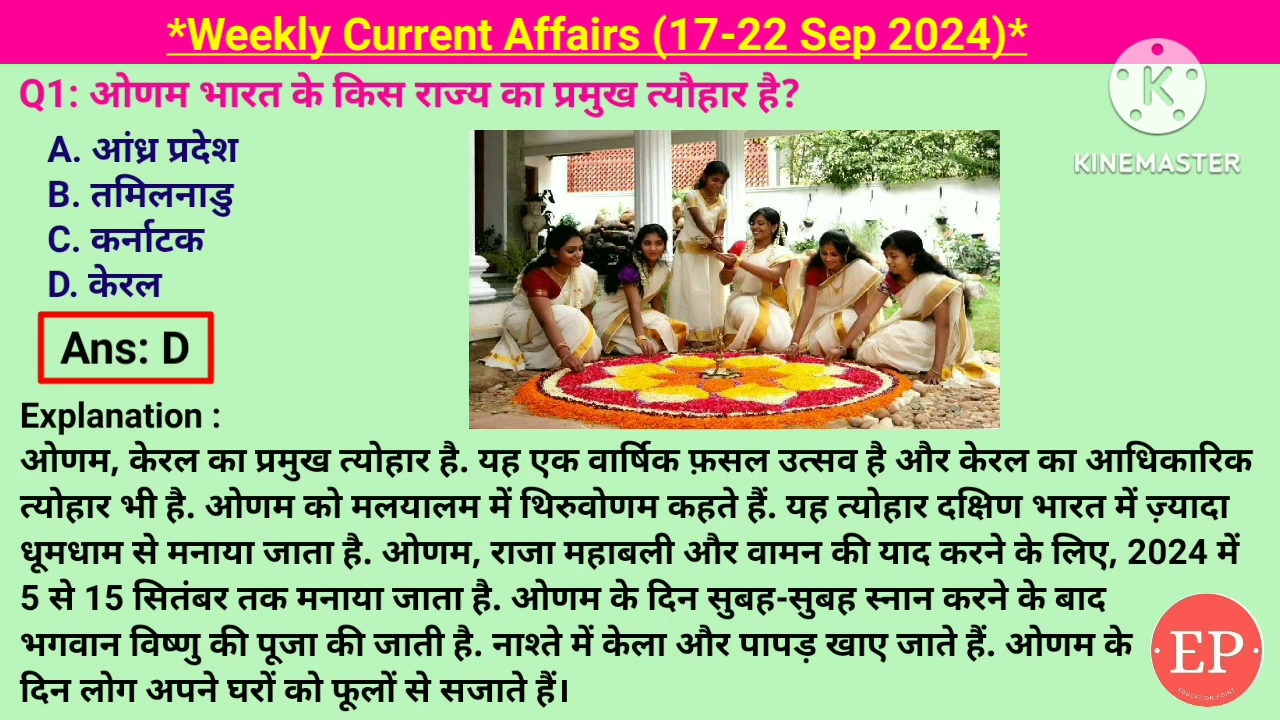 *Weekly Current Affairs (17-22 Sep 2024)*
Q1: ओणम भारत के किस राज्य का प्रमुख त्यौहार है?
A. आंध्र प्रदेश
B. तमिलनाडु
C. कर्नाटक
D. केरल
Ans: D
K
KINEMASTER
Explanation :
ओणम, केरल का प्रमुख त्योहार है. यह एक वार्षिक फ़सल उत्सव है और केरल का आधिकारिक
त्योहार भी है. ओणम को मलयालम में थिरुवोणम कहते हैं. यह त्योहार दक्षिण भारत में ज़्यादा
धूमधाम से मनाया जाता है. ओणम, राजा महाबली और वामन की याद करने के लिए, 2024 में
5 से 15 सितंबर तक मनाया जाता है. ओणम के दिन सुबह-सुबह स्नान करने के बाद
भगवान विष्णु की पूजा की जाती है. नाश्ते में केला और पापड़ खाए जाते हैं. ओणम के
दिन लोग अपने घरों को फूलों से सजाते हैं।
EP
EDUCATION POINT